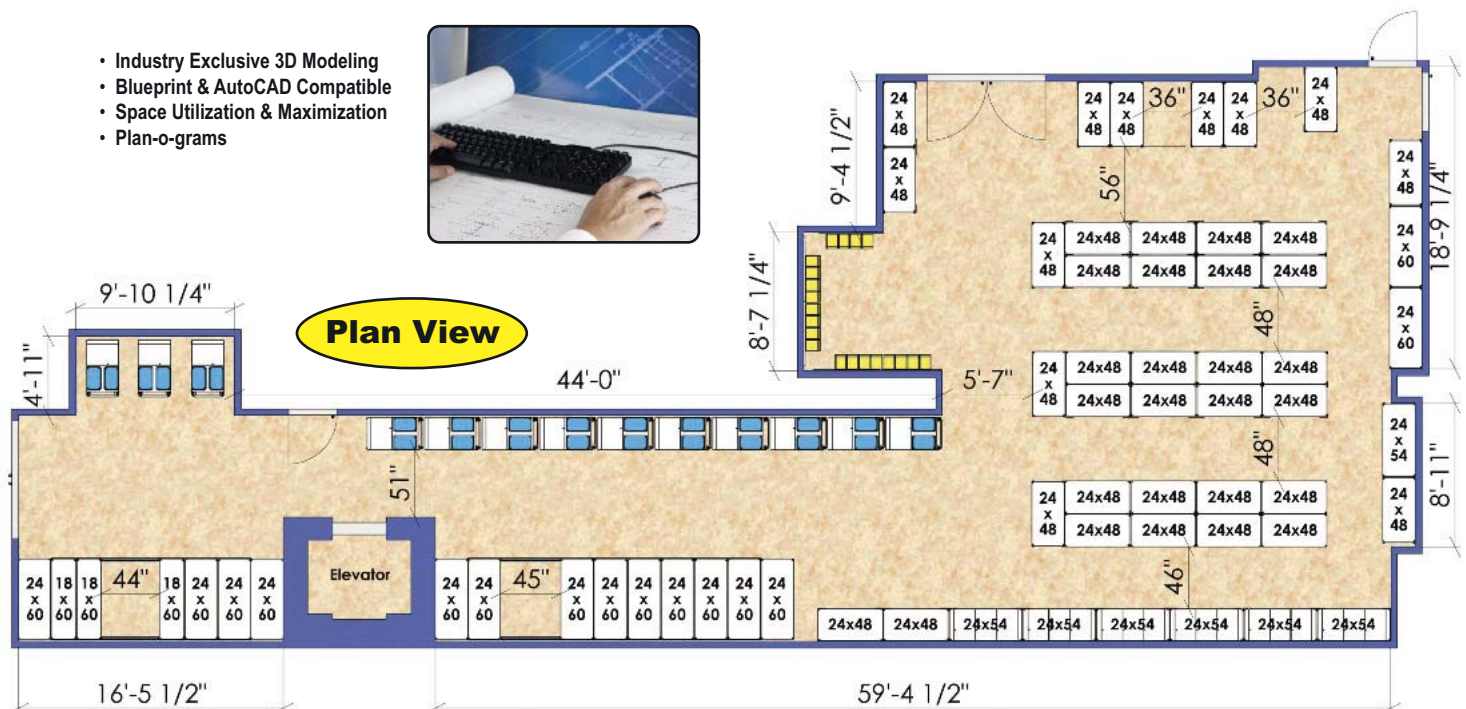 • Industry Exclusive 3D Modeling
• Blueprint & AutoCAD Compatible
• Space Utilization & Maximization
• Plan-o-grams
Plan View
9'-10 1/4"
4'-11"
44'-0"
5'-7"
8'-7 1/4"
9'-4 1/2"
18'-9 1/4"
8'-11"
24
x
48
24
x
48
24
x
48
24
x
48
36"
24
x
48
24
x
48
36"
24
x
48
56"
24
x
48
24
x
60
24
x
60
24
x
48
24x48 24x48 24x48 24x48
24x48 24x48 24x48 24x48
48"
24
x
48
24x48 24x48 24x48 24x48
24x48 24x48 24x48 24x48
48"
24
x
54
24
x
48
24
x
48
24x48 24x48 24x48 24x48
24x48 24x48 24x48 24x48
46"
51"
Elevator
24
x
60
18
x
60
18
x
60
44"
18
x
60
24
x
60
24
x
60
24
x
60
24
x
60
24
x
60
45"
24
x
60
24
x
60
24
x
60
24
x
60
24
x
60
24
x
60
24
x
60
24x48 24x48 24x54 24x54 24x54 24x54 24x54 24x54
16'-5 1/2"
59'-4 1/2"